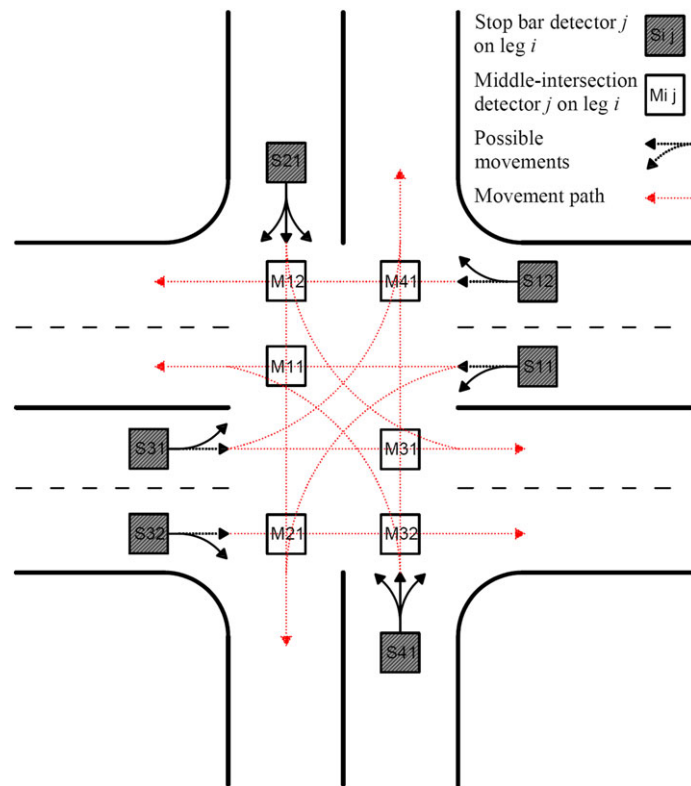 Stop bar detector j
on leg i
Si j
Middle-intersection
detector j on leg i
Mi j
Possible
movements
Movement path
S21
M12
M41
S12
M11
S11
S31
M31
S32
M21
M32
S41